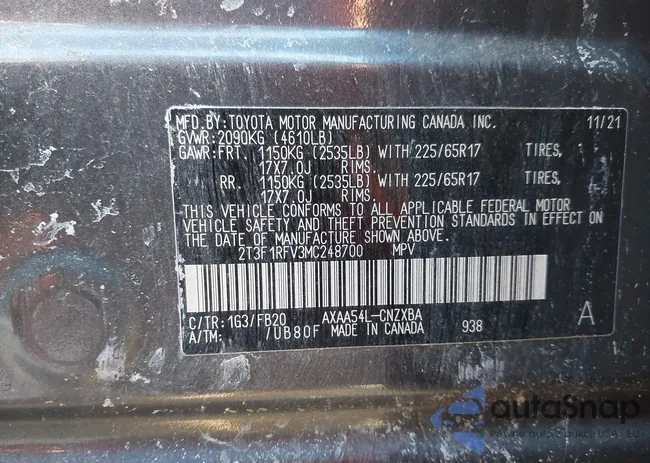 MFD.BY:TOYOTA MOTOR MANUFACTURING CANADA INC. 11/21
GVWR:2090KG (4610LB)
GAWR:FRT. 1150KG (2535LB) WITH 225/65R17 TIRES,
17X7.0J RIMS.
RR. 1150KG (2535LB) WITH 225/65R17 TIRES,
17X7.0J RIMS.
THIS VEHICLE CONFORMS TO ALL APPLICABLE FEDERAL MOTOR
VEHICLE SAFETY AND THEFT PREVENTION STANDARDS IN EFFECT ON
THE DATE OF MANUFACTURE SHOWN ABOVE.
2T3F1RFV3MC248700 MPV
C/TR:1G3/FB20 AXAA54L-CNZXBA
A/TM: /UB80F MADE IN CANADA 938 A
autoSnap